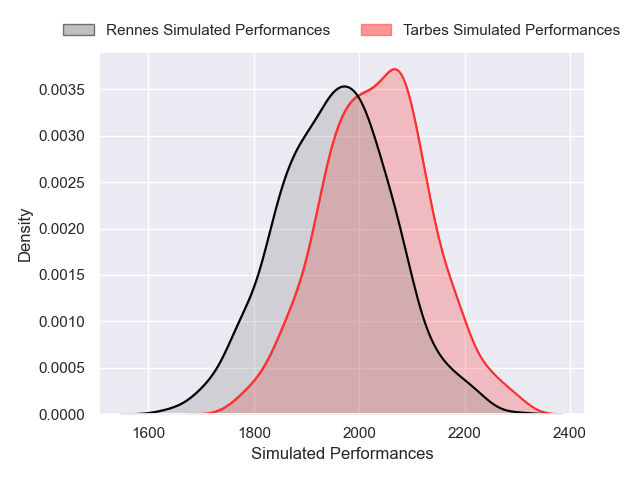 Rennes Simulated Performances
Tarbes Simulated Performances
0.0035
0.0030
0.0025
0.0020
0.0015
0.0010
0.0005
0.0000
Density
1600 1800 2000 2200 2400
Simulated Performances